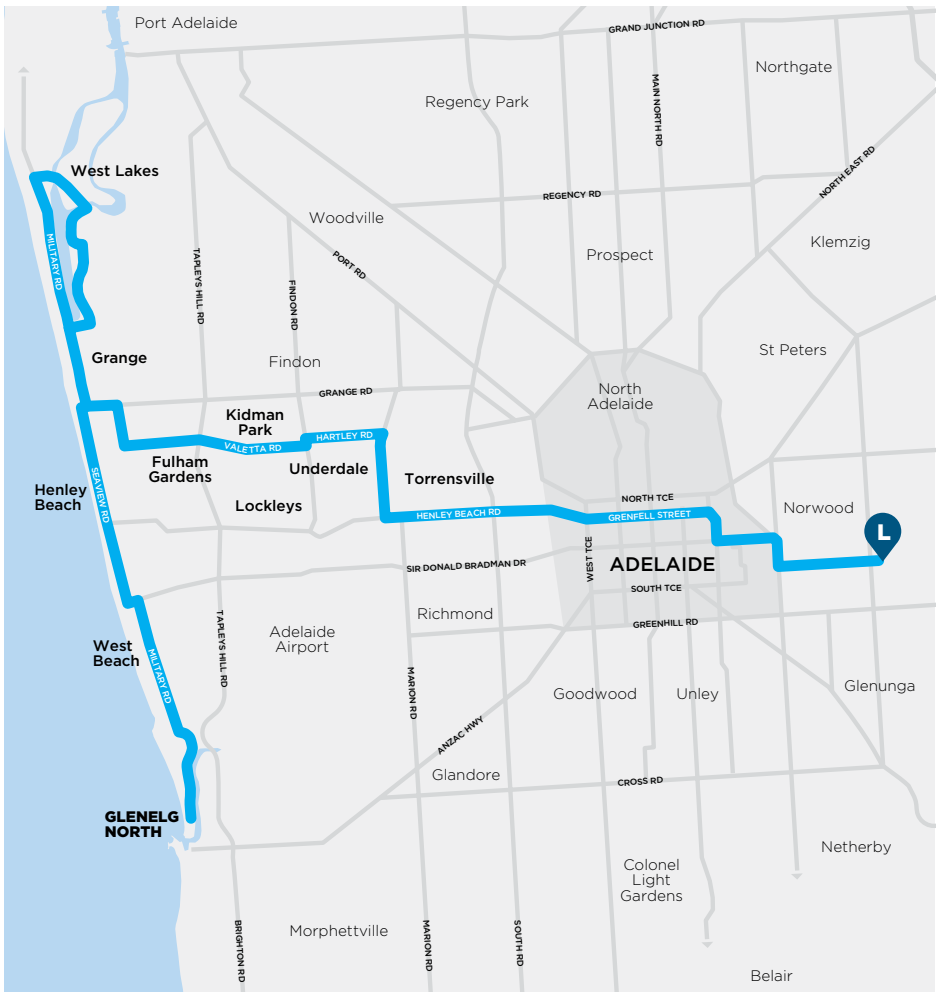 Port Adelaide
GRAND JUNCTION RD
Northgate
MAIN NORTH RD
Regency Park
NORTH EAST RD
West Lakes
REGENCY RD
Woodville
Klemzig
MILITARY RD
TAPLEYS HILL RD
PORT RD
Prospect
FINDON RD
St Peters
Grange
Findon
GRANGE RD
North
Adelaide
Kidman
Park
HARTLEY RD
VALETTA RD
Fulham
Gardens
Underdale
Torrensville
SEAVIEW RD
Henley
Beach
Lockleys
NORTH TCE
Norwood
HENLEY BEACH RD
GRENFELL STREET
L
WEST TCE
ADELAIDE
SIR DONALD BRADMAN DR
SOUTH TCE
Richmond
GREENHILL RD
Adelaide
Airport
TAPLEYS HILL RD
West
Beach
MILITARY RD
MARION RD
Goodwood
Unley
Glenunga
ANZAC HWY
Glandore
CROSS RD
GLENELG
NORTH
Netherby
Colonel
Light
Gardens
Morphettville
BRIGHTON RD
MARION RD
SOUTH RD
Belair